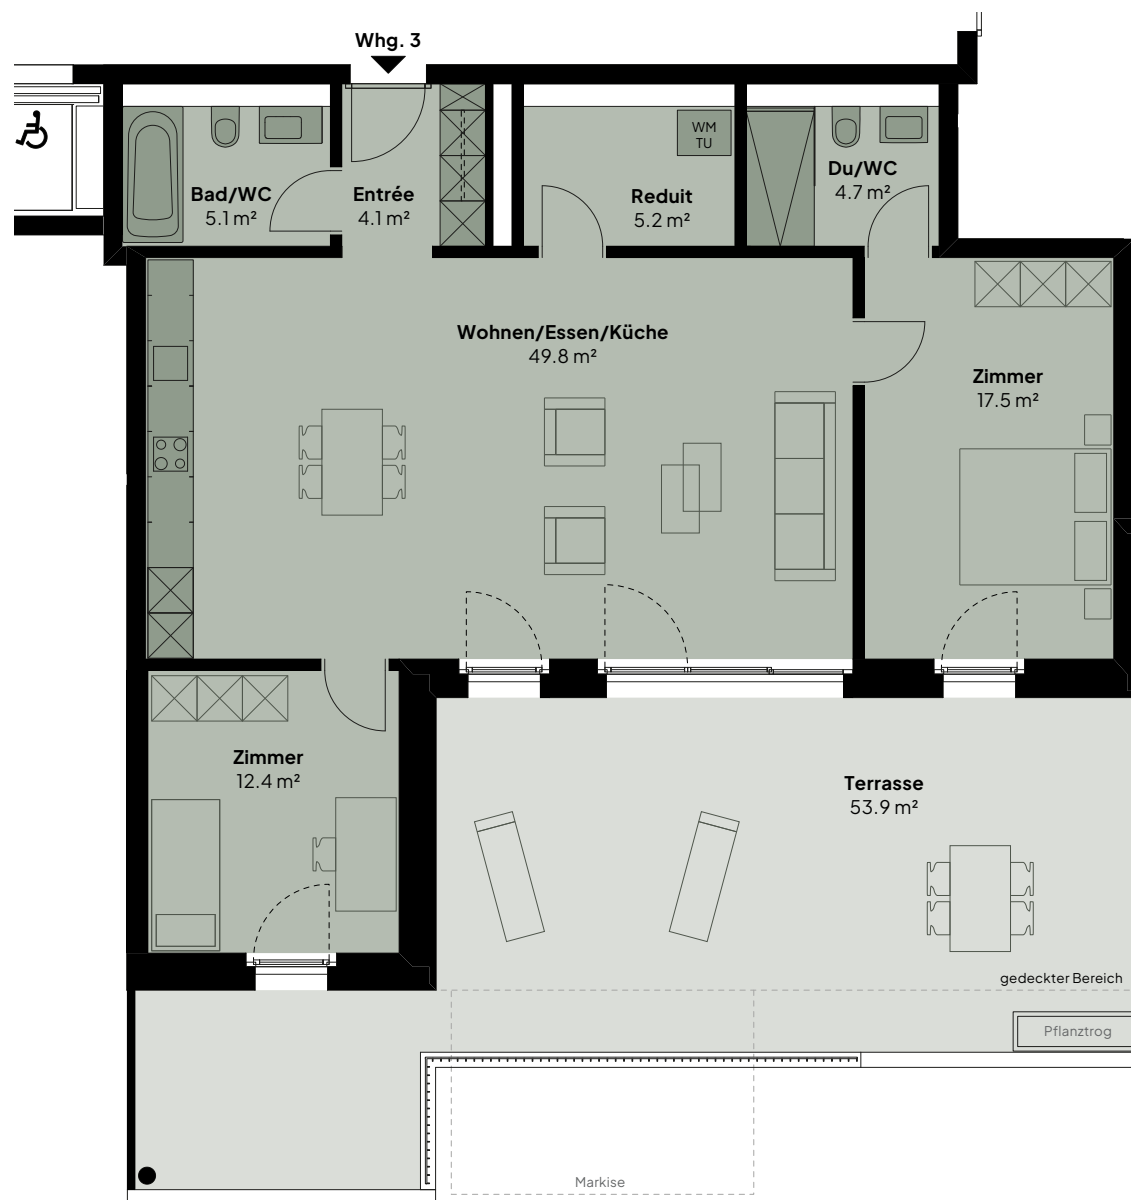 Whg. 3
Bad/WC
5.1 m²
Entrée
4.1 m²
Reduit
5.2 m²
WM
TU
Du/WC
4.7 m²
Wohnen/Essen/Küche
49.8 m²
Zimmer
17.5 m²
Zimmer
12.4 m²
Terrasse
53.9 m²
gedeckter Bereich
Pflanztrog
Markise